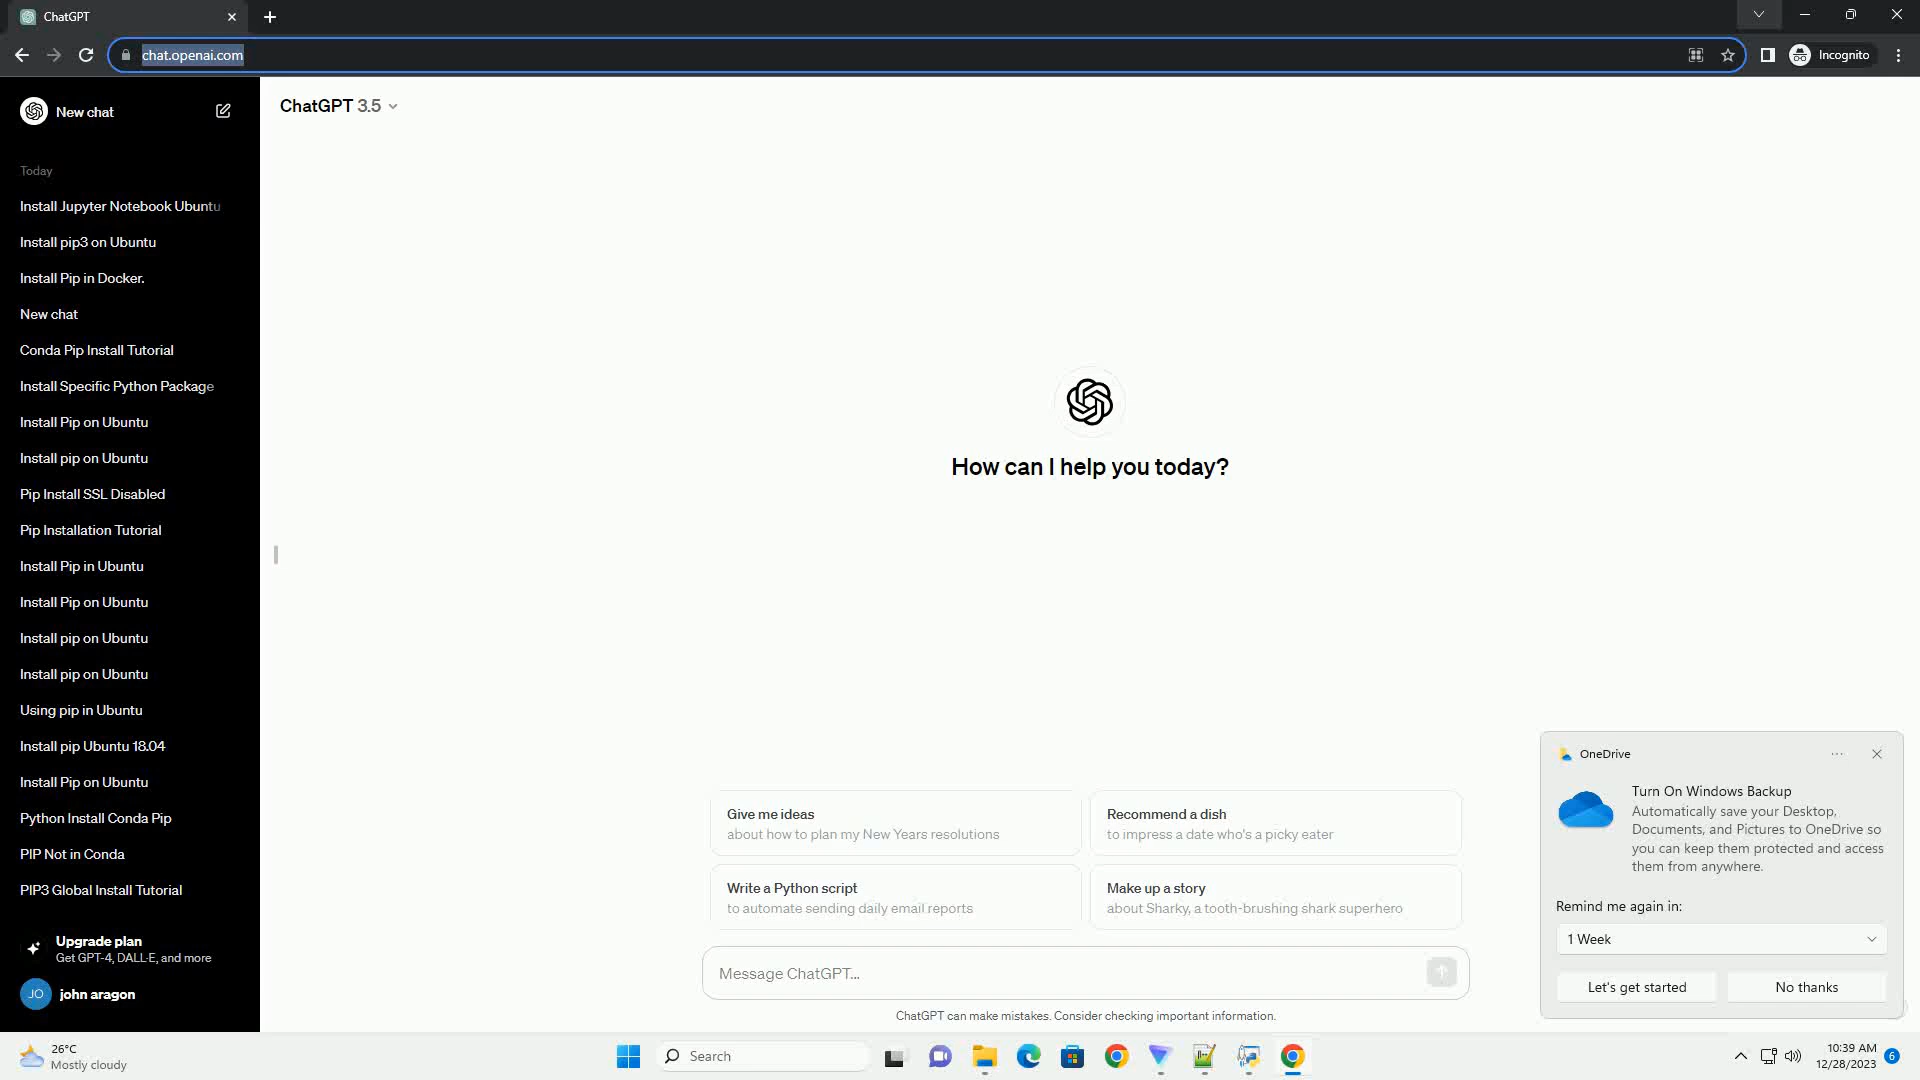 ChatGPT
chat.openai.com
Incognito
New chat
ChatGPT 3.5
Today
Install Jupyter Notebook Ubuntu
Install pip3 on Ubuntu
Install Pip in Docker.
New chat
Conda Pip Install Tutorial
Install Specific Python Package
Install Pip on Ubuntu
Install pip on Ubuntu
Pip Install SSL Disabled
Pip Installation Tutorial
Install Pip in Ubuntu
Install Pip on Ubuntu
Install pip on Ubuntu
Install pip on Ubuntu
Using pip in Ubuntu
Install pip Ubuntu 18.04
Install Pip on Ubuntu
Python Install Conda Pip
PIP Not in Conda
PIP3 Global Install Tutorial
Upgrade plan
Get GPT-4, DALL·E, and more
JO
john aragon
How can I help you today?
Give me ideas
about how to plan my New Years resolutions
Recommend a dish
to impress a date who's a picky eater
Write a Python script
to automate sending daily email reports
Make up a story
about Sharky, a tooth-brushing shark superhero
Message ChatGPT...
ChatGPT can make mistakes. Consider checking important information.
OneDrive
Turn On Windows Backup
Automatically save your Desktop,
Documents, and Pictures to OneDrive so
you can keep them protected and access
them from anywhere.
Remind me again in:
1 Week
Let's get started
No thanks
26°C
Mostly cloudy
Search
10:39 AM
12/28/2023
6